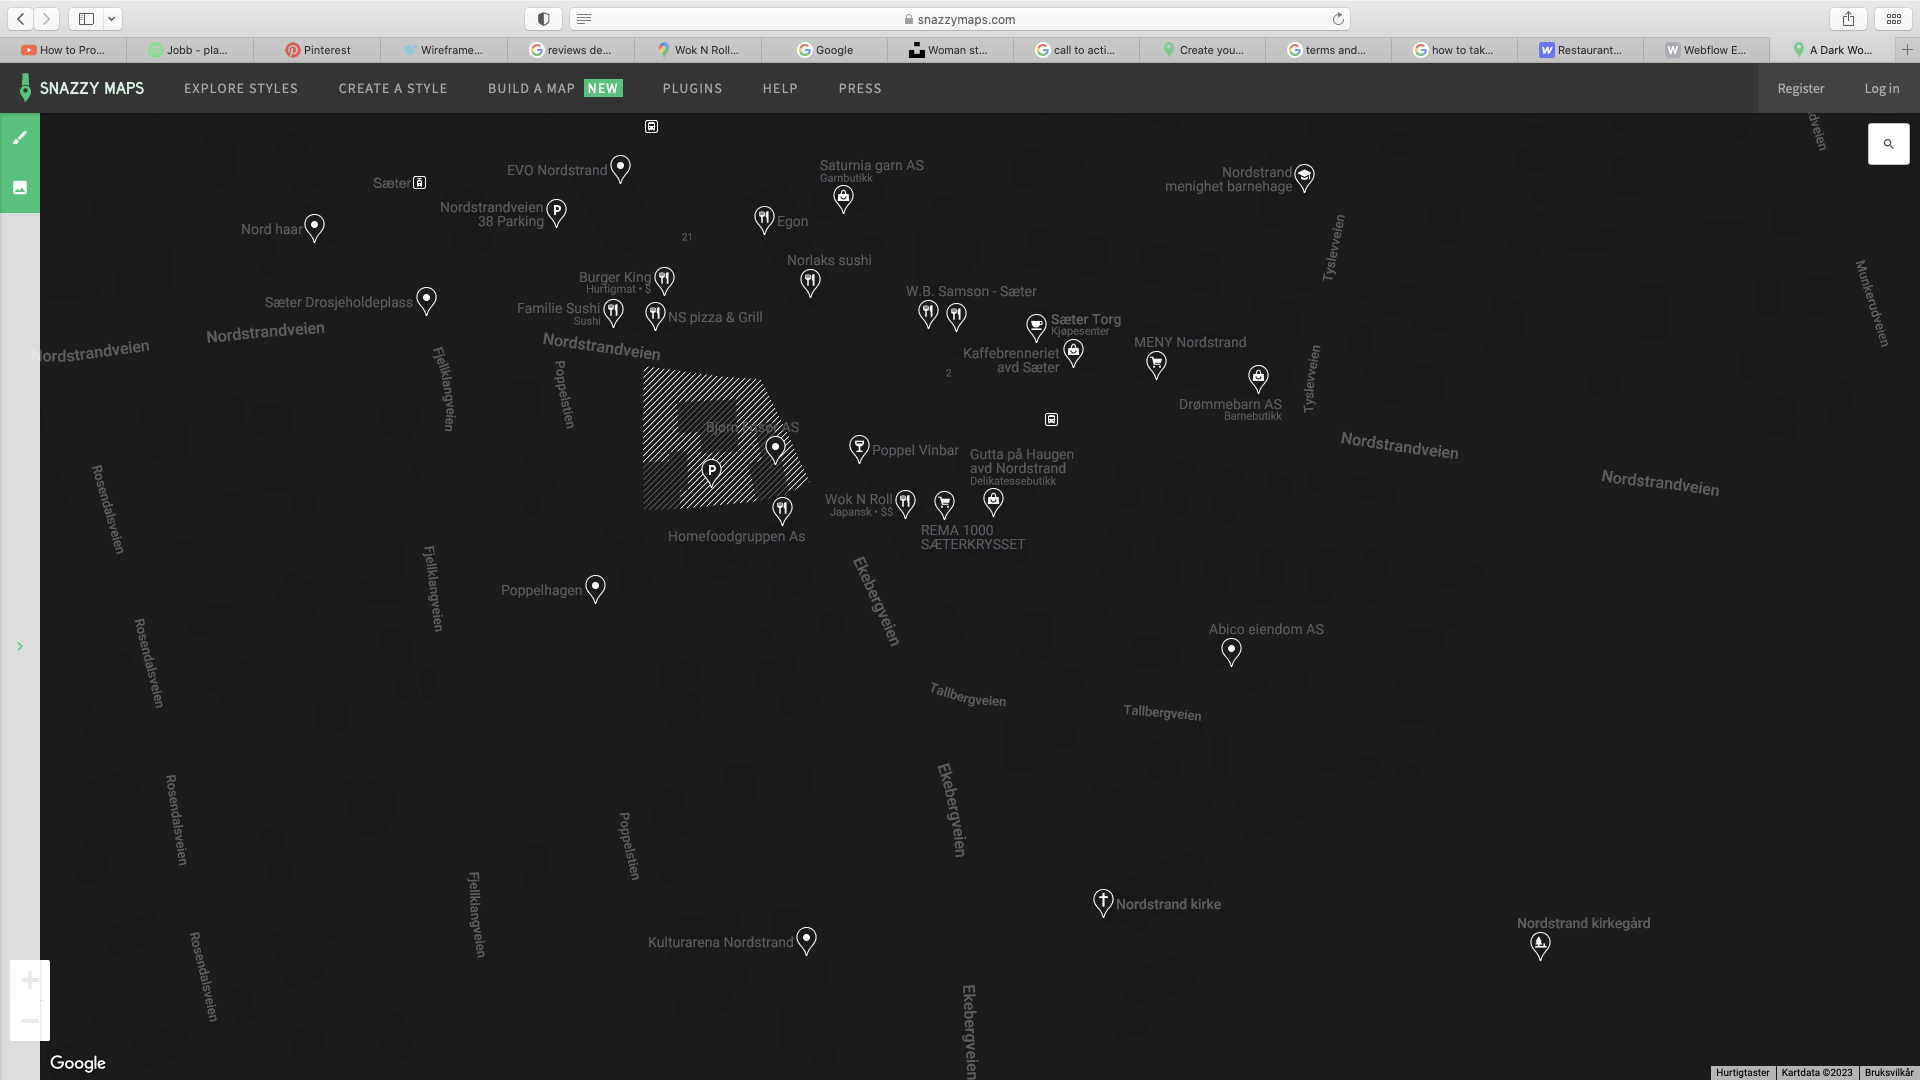 snazzymaps.com
How to Pro...
Jobb - pla...
Pinterest
Wireframe...
reviews de...
Wok N Roll...
Google
Woman st...
call to acti...
Create you...
terms and...
how to tak...
Restaurant...
Webflow E...
A Dark Wo...
SNAZZY MAPS
EXPLORE STYLES
CREATE A STYLE
BUILD A MAP NEW
PLUGINS
HELP
PRESS
Register
Log in
EVO Nordstrand
Saturnia garn AS
Garnbutikk
Nordstrand
menighet barnehage
Sæter
Nordstrandveien
38 Parking
P
Nord haar
Egon
21
Tyslevveien
Norlaks sushi
Burger King
Hurtigmat • $
Sæter Drosjeholdeplass
Familie Sushi
Sushi
NS pizza & Grill
W.B. Samson - Sæter
Sæter Torg
Kjøpesenter
Munkerudveien
Nordstrandveien
Nordstrandveien
Nordstrandveien
Kaffebrenneriet
avd Sæter
MENY Nordstrand
2
Fjellklangveien
Poppelstien
Tyslevveien
Drømmebarn AS
Barnebutikk
Nordstrandveien
Nordstrandveien
Poppel Vinbar
Gutta på Haugen
avd Nordstrand
Delikatessebutikk
P
Wok N Roll
Japansk • $$
REMA 1000
SÆTERKRYSSET
Homefoodgruppen As
Rosendalsveien
Fjellklangveien
Poppelhagen
Ekebergveien
Abico eiendom AS
Rosendalsveien
Tallbergveien
Tallbergveien
Rosendalsveien
Poppelstien
Ekebergveien
Fjellklangveien
Nordstrand kirke
Nordstrand kirkegård
Kulturarena Nordstrand
Rosendalsveien
Ekebergveien
Google
Hurtigtaster
Kartdata ©2023
Bruksvilkår